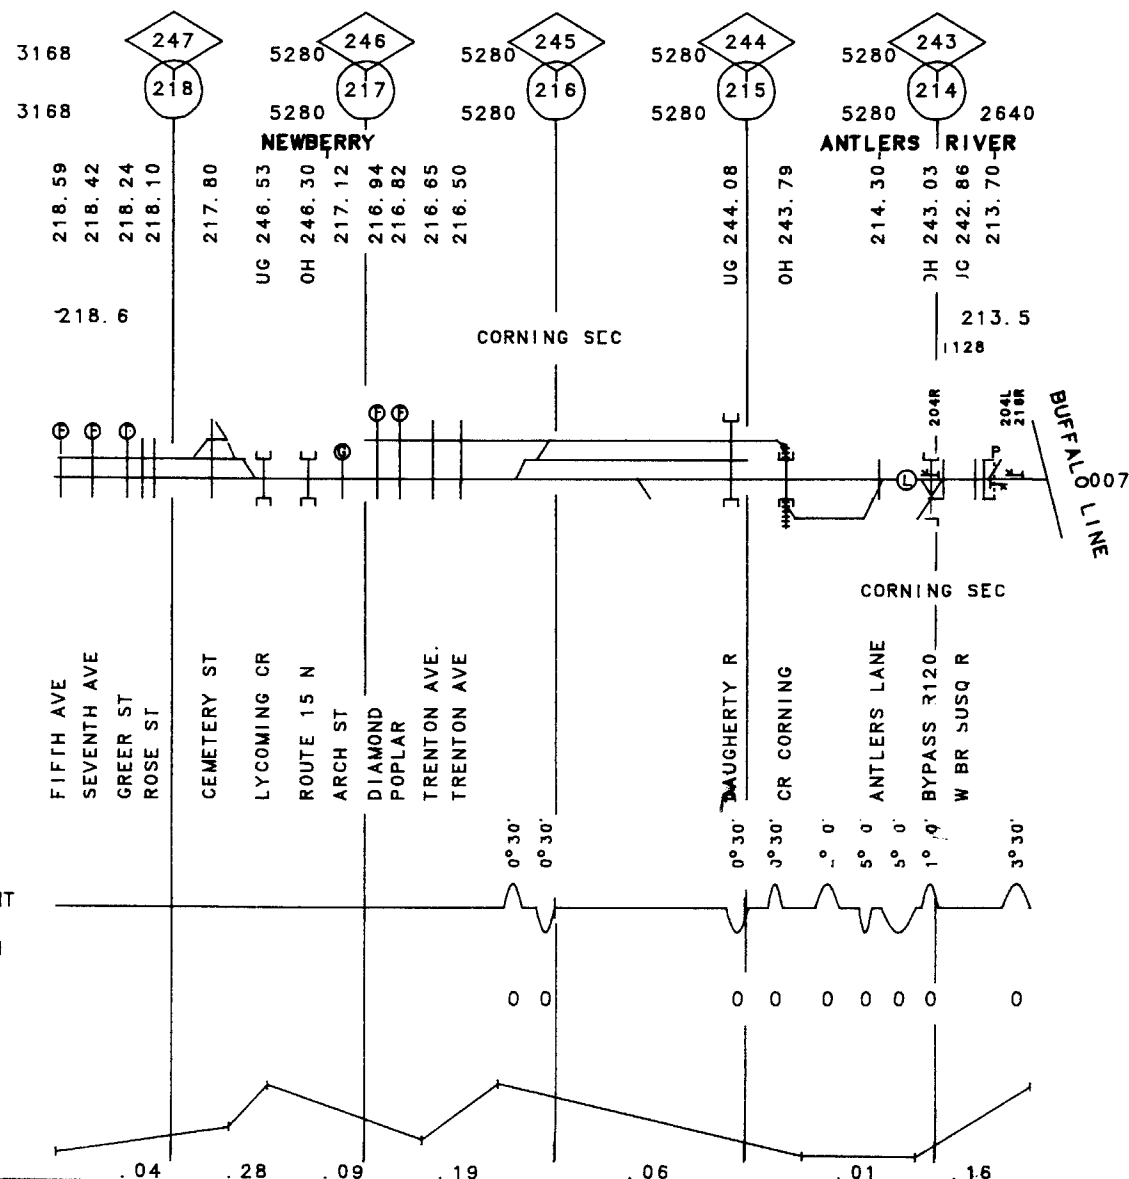 247 246 245 244 243
3168 5280 5280 5280 5280
218 217 216 215 214
3168 5280 5280 5280 5280 2640
NEWBERRY ANTLERS RIVER
218.59
218.42
218.24
218.10
217.80
UG 246.53
OH 246.30
217.12
216.94
216.82
216.65
216.50
UG 244.08
OH 243.79
214.30
OH 243.03
UG 242.86
213.70
218.6 213.5
CORNING SEC
1128
204R
204L
218R
BUFFALO LINE
F F F G F F L P
007
CORNING SEC
FIFTH AVE
SEVENTH AVE
GREER ST
ROSE ST
CEMETERY ST
LYCOMING CR
ROUTE 15 N
ARCH ST
DIAMOND
POPLAR
TRENTON AVE.
TRENTON AVE
DAUGHERTY R
CR CORNING
ANTLERS LANE
BYPASS R120
W BR SUSQ R
0°30'
0°30'
0°30'
0°30'
5° 0'
5° 0'
1° 0'
3°30'
0 0 0 0 0 0 0 0 0
.04 .28 .09 .19 .06 .01 .16